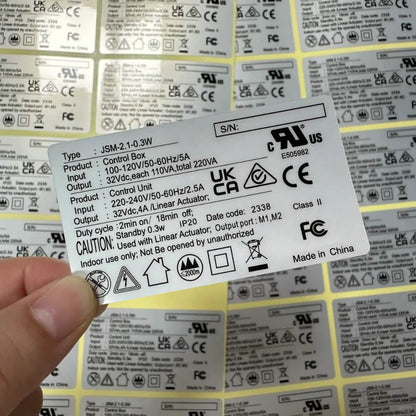 Type : JSM-2,1-0.3W
S/N:
Product : Control Box
Input : 100-120V/50-60Hz/5A
Output : 32Vdc.each 110VA,total 220VA
Product : Control Unit
Input : 220-240V/50-60Hz/2.5A
Output : 32Vdc,4A /Linear Actuator;
UK
CA
CE
c UR US
E505982
Class II
Duty cycle : 2min on/ 18min off; Date code: 2338
CAUTION: Standby 0.3w IP20 Output: M1,M2
Used with Linear Actuator;
Indoor use only; Not be opened by unauthorized
FC
≤2000m
Made in China